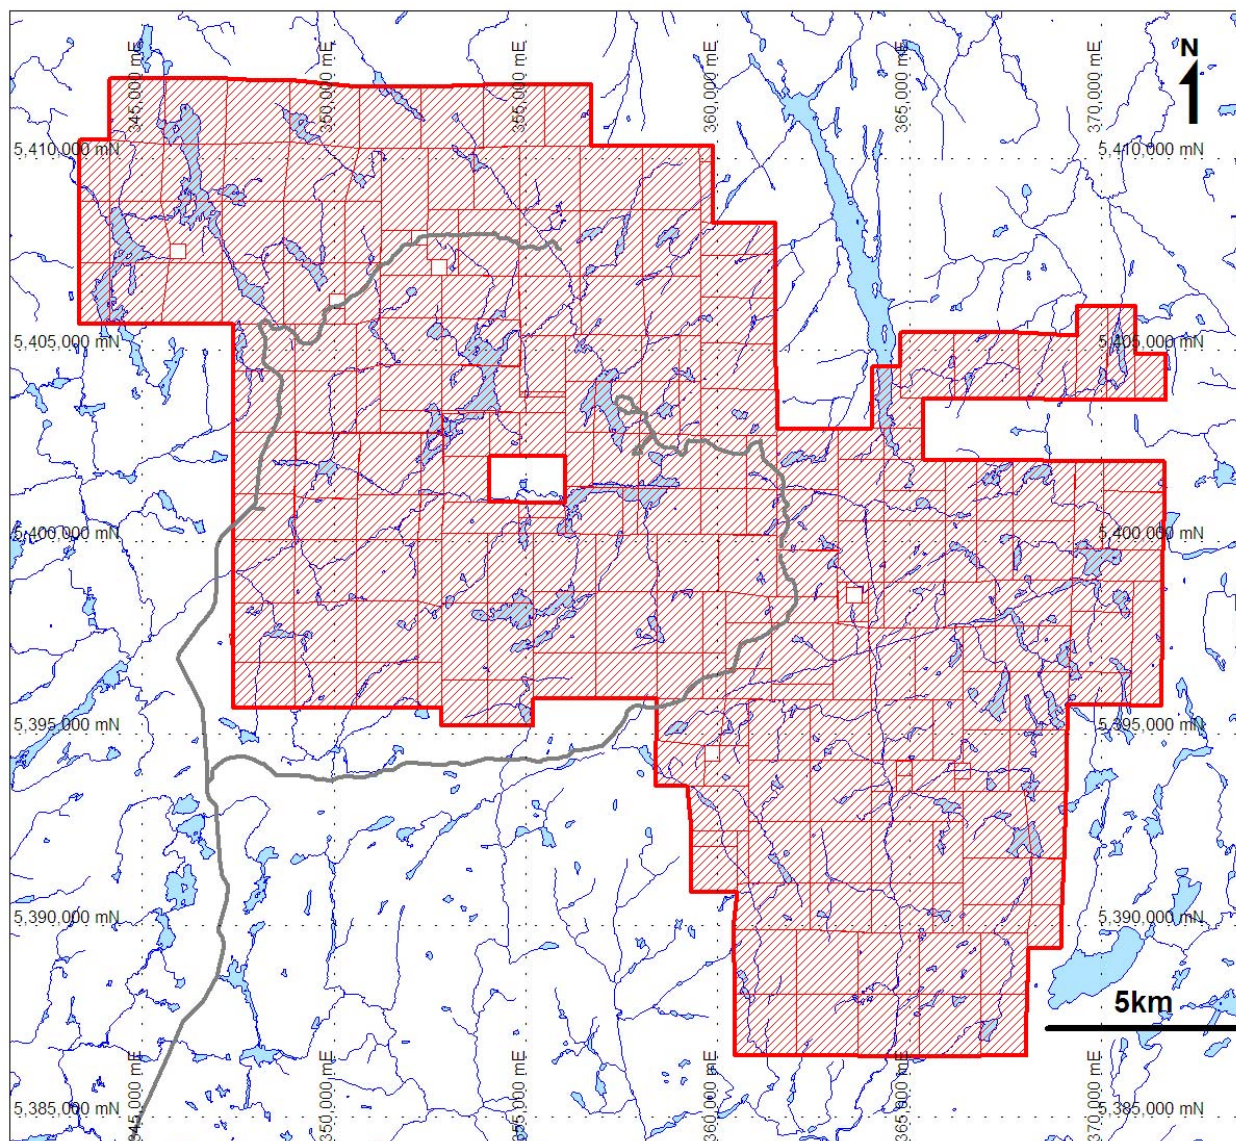 345,000 mE
350,000 mE
355,000 mE
360,000 mE
365,000 mE
370,000 mE
N
5,410,000 mN
5,410,000 mN
5,405,000 mN
5,405,000 mN
5,400,000 mN
5,400,000 mN
5,395,000 mN
5,395,000 mN
5,390,000 mN
5,390,000 mN
5km
5,385,000 mN
5,385,000 mN
345,000 mE
350,000 mE
355,000 mE
360,000 mE
365,000 mE
370,000 mE